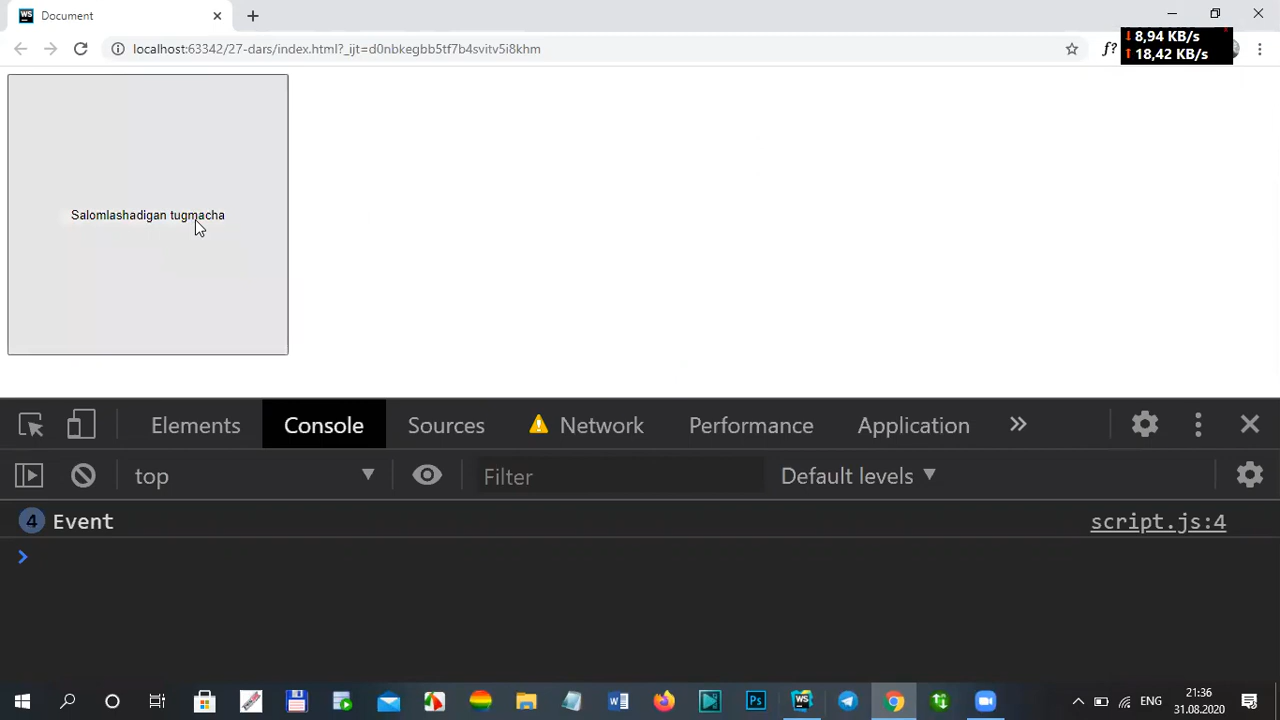 Document
localhost:63342/27-dars/index.html?_ijt=d0nbkegbb5tf7b4svitv5i8khm
f?
8,94 KB/s
18,42 KB/s
Salomlashadigan tugmacha
Elements Console Sources Network Performance Application
top Filter Default levels
4 Event script.js:4
ENG
21:36
31.08.2020